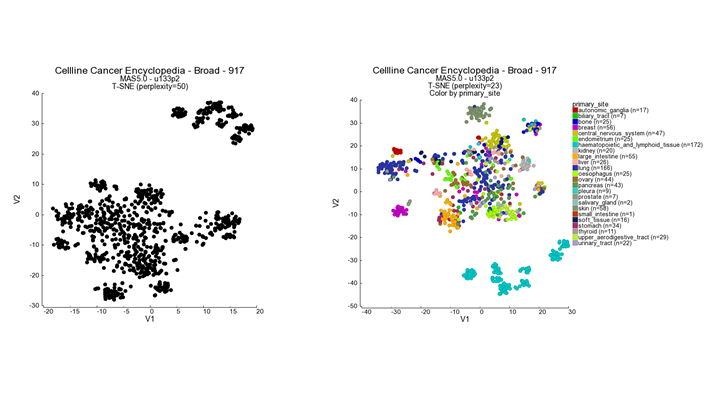 Cellline Cancer Encyclopedia - Broad - 917
MAS5.0 - u133p2
T-SNE (perplexity=50)
40
30
20
10
0
-10
-20
-30
V2
-20
-15
-10
-5
0
5
10
15
20
V1
Cellline Cancer Encyclopedia - Broad - 917
MAS5.0 - u133p2
T-SNE (perplexity=23)
Color by primary_site
40
30
20
10
0
-10
-20
-30
-40
-50
V2
-40
-30
-20
-10
0
10
20
30
V1
primary_site
autonomic_ganglia (n=17)
biliary_tract (n=7)
bone (n=25)
breast (n=56)
central_nervous_system (n=47)
endometrium (n=25)
haematopoietic_and_lymphoid_tissue (n=172)
kidney (n=20)
large_intestine (n=55)
liver (n=26)
lung (n=166)
oesophagus (n=25)
ovary (n=44)
pancreas (n=43)
pleura (n=9)
prostate (n=7)
salivary_gland (n=2)
skin (n=58)
small_intestine (n=1)
soft_tissue (n=16)
stomach (n=34)
thyroid (n=11)
upper_aerodigestive_tract (n=29)
urinary_tract (n=22)